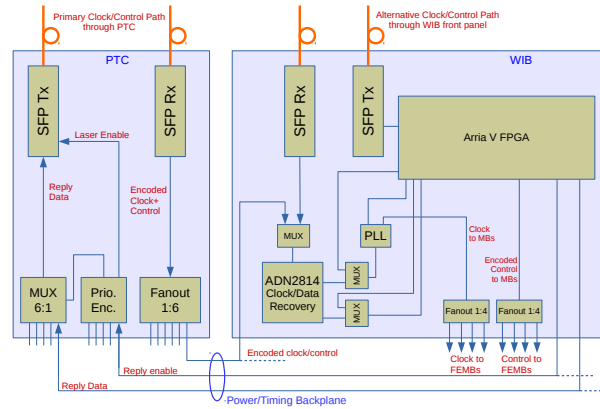 Primary Clock/Control Path
through PTC
Alternative Clock/Control Path
through WIB front panel
PTC
WIB
SFP Tx
SFP Rx
SFP Rx
SFP Tx
Arria V FPGA
Laser Enable
Reply
Data
Encoded
Clock+
Control
MUX
PLL
Clock
to MBs
Encoded
Control
to MBs
MUX
6:1
Prio.
Enc.
Fanout
1:6
ADN2814
Clock/Data
Recovery
MUX
MUX
Fanout 1:4
Fanout 1:4
Encoded clock/control
Clock to
FEMBs
Control to
FEMBs
Reply enable
Reply Data
Power/Timing Backplane